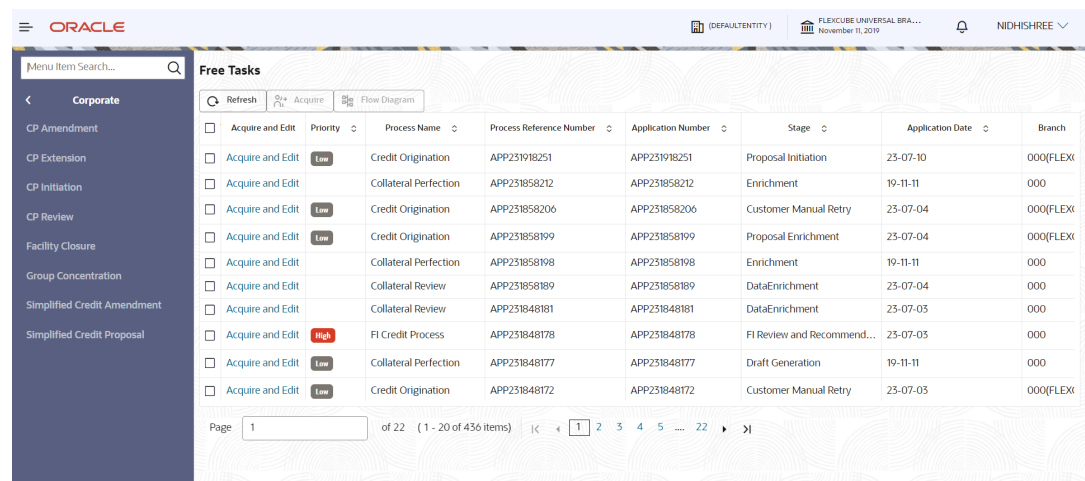 ORACLE
(DEFAULTENTITY)
FLEXCUBE UNIVERSAL BRA...
November 11, 2019
NIDHISHREE
Menu Item Search...
Corporate
CP Amendment
CP Extension
CP Initiation
CP Review
Facility Closure
Group Concentration
Simplified Credit Amendment
Simplified Credit Proposal
Free Tasks
Refresh Acquire Flow Diagram
Acquire and Edit Priority Process Name Process Reference Number Application Number Stage Application Date Branch
Acquire and Edit Low Credit Origination APP231918251 APP231918251 Proposal Initiation 23-07-10 000(FLEX
Acquire and Edit Collateral Perfection APP231858212 APP231858212 Enrichment 19-11-11 000
Acquire and Edit Low Credit Origination APP231858206 APP231858206 Customer Manual Retry 23-07-04 000(FLEX
Acquire and Edit Low Credit Origination APP231858199 APP231858199 Proposal Enrichment 23-07-04 000(FLEX
Acquire and Edit Collateral Perfection APP231858198 APP231858198 Enrichment 19-11-11 000
Acquire and Edit Collateral Review APP231858189 APP231858189 DataEnrichment 23-07-04 000
Acquire and Edit Collateral Review APP231848181 APP231848181 DataEnrichment 23-07-03 000
Acquire and Edit High FI Credit Process APP231848178 APP231848178 FI Review and Recommend... 23-07-03 000
Acquire and Edit Low Collateral Perfection APP231848177 APP231848177 Draft Generation 19-11-11 000
Acquire and Edit Low Credit Origination APP231848172 APP231848172 Customer Manual Retry 23-07-03 000(FLEX
Page 1 of 22 (1 - 20 of 436 items) 1 2 3 4 5 .... 22